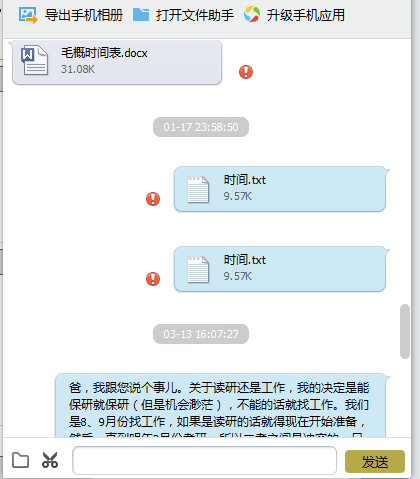 导出手机相册 打开文件助手 升级手机应用
毛概时间表.docx
31.08K
01-17 23:58:50
时间.txt
9.57K
时间.txt
9.57K
03-13 16:07:27
爸，我跟您说个事儿。关于读研还是工作，我的决定是能
保研就保研（但是机会渺茫），不能的话就找工作。我们
是8、9月份找工作，如果是读研的话就得现在开始准备，
发送